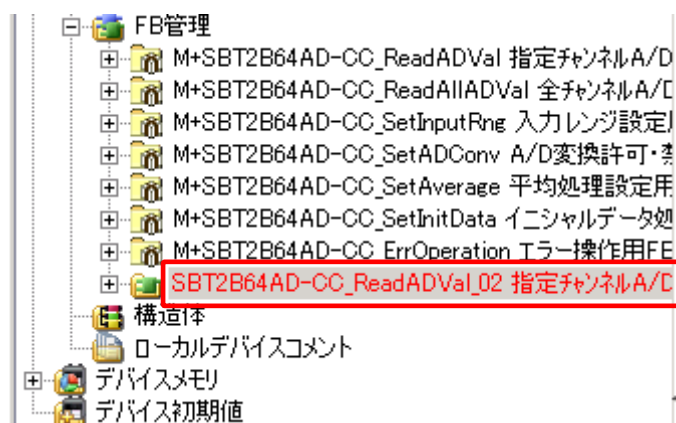 FB管理
M+SBT2B64AD-CC_ReadADVal 指定チャンネルA/D
M+SBT2B64AD-CC_ReadAllADVal 全チャンネルA/D
M+SBT2B64AD-CC_SetInputRng 入力レンジ設定
M+SBT2B64AD-CC_SetADConv A/D変換許可・禁
M+SBT2B64AD-CC_SetAverage 平均処理設定用
M+SBT2B64AD-CC_SetInitData イニシャルデータ処
M+SBT2B64AD-CC_ErrOperation エラー操作用FB
SBT2B64AD-CC_ReadADVal_02 指定チャンネルA/D
構造体
ローカルデバイスコメント
デバイスメモリ
デバイス初期値